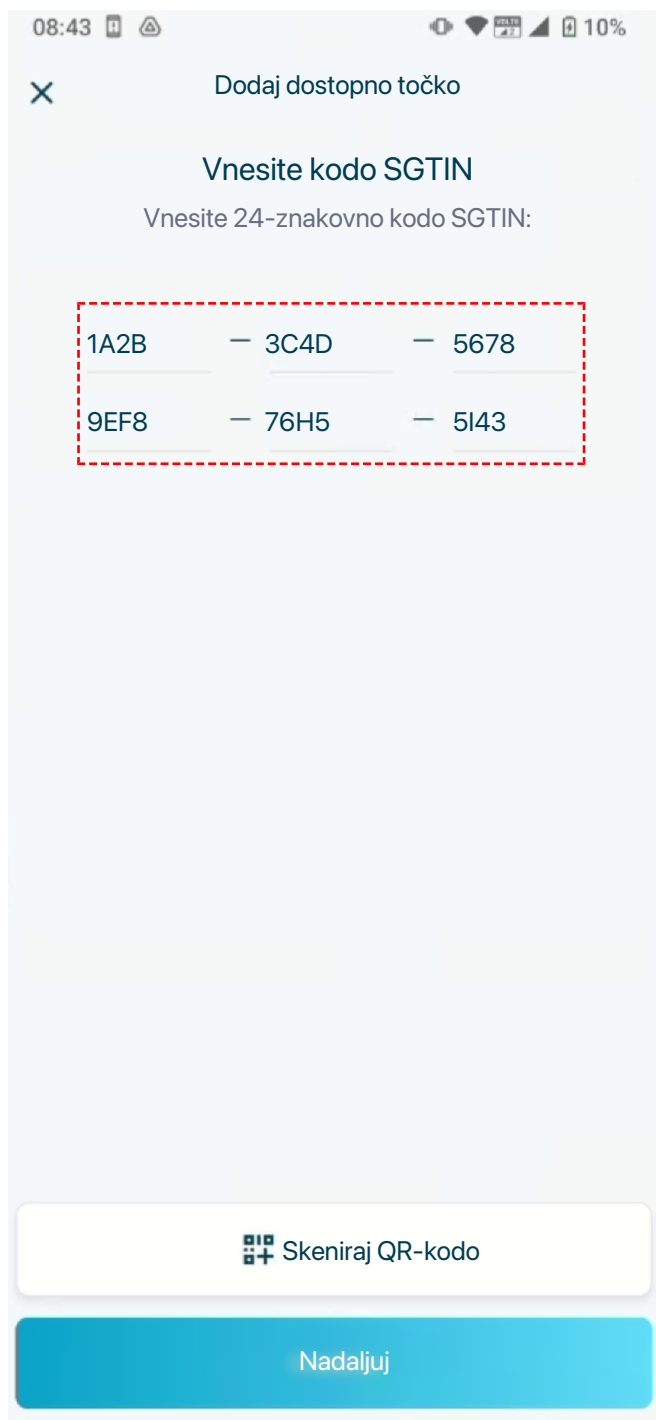 08:43 10%
Dodaj dostopno točko
Vnesite kodo SGTIN
Vnesite 24-znakovno kodo SGTIN:
1A2B — 3C4D — 5678
9EF8 — 76H5 — 5I43
Skeniraj QR-kodo
Nadaljuj